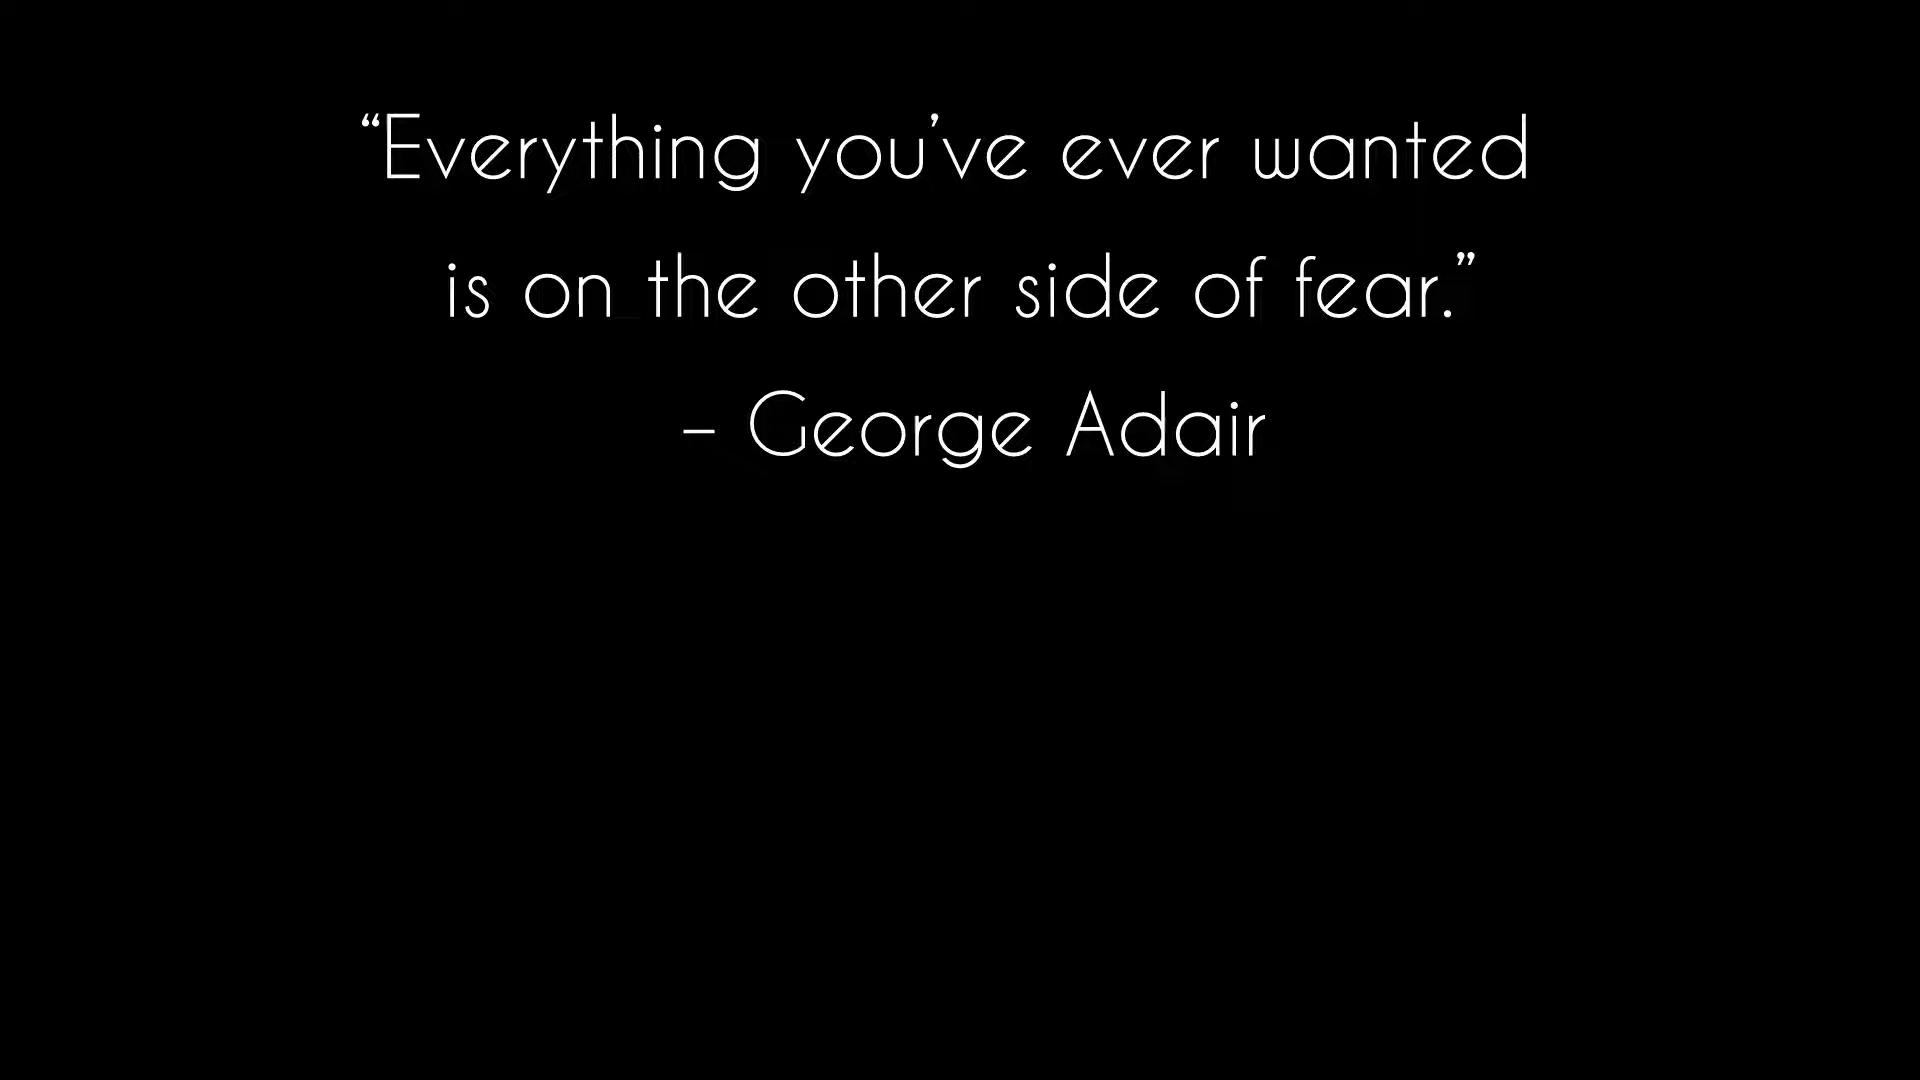 “Everything you’ve ever wanted
is on the other side of fear.”
– George Adair